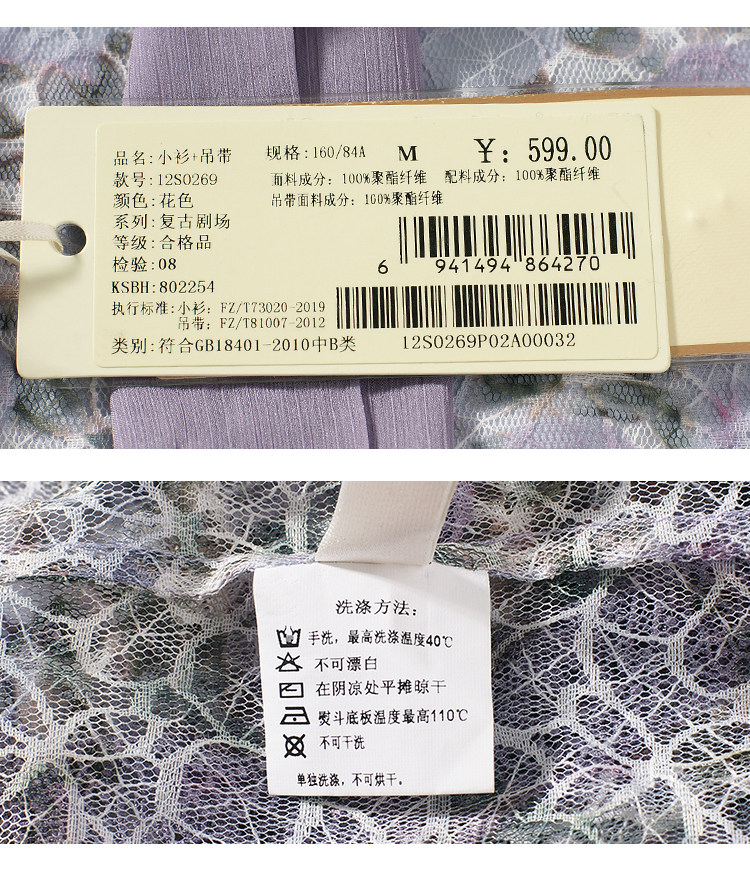 品名:小衫+吊带 规格:160/84A M ¥: 599.00
款号:12S0269 面料成分: 100%聚酯纤维 配料成分: 100%聚酯纤维
颜色:花色 吊带面料成分: 100%聚酯纤维
系列:复古剧场
等级:合格品
检验:08
6 941494 864270
KSBH:802254
执行标准:小衫: FZ/T73020-2019
吊带: FZ/T81007-2012
类别:符合GB18401-2010中B类
12S0269P02A00032
洗涤方法:
手洗，最高洗涤温度40℃
不可漂白
在阴凉处平摊晾干
熨斗底板温度最高110℃
不可干洗
单独洗涤，不可烘干。